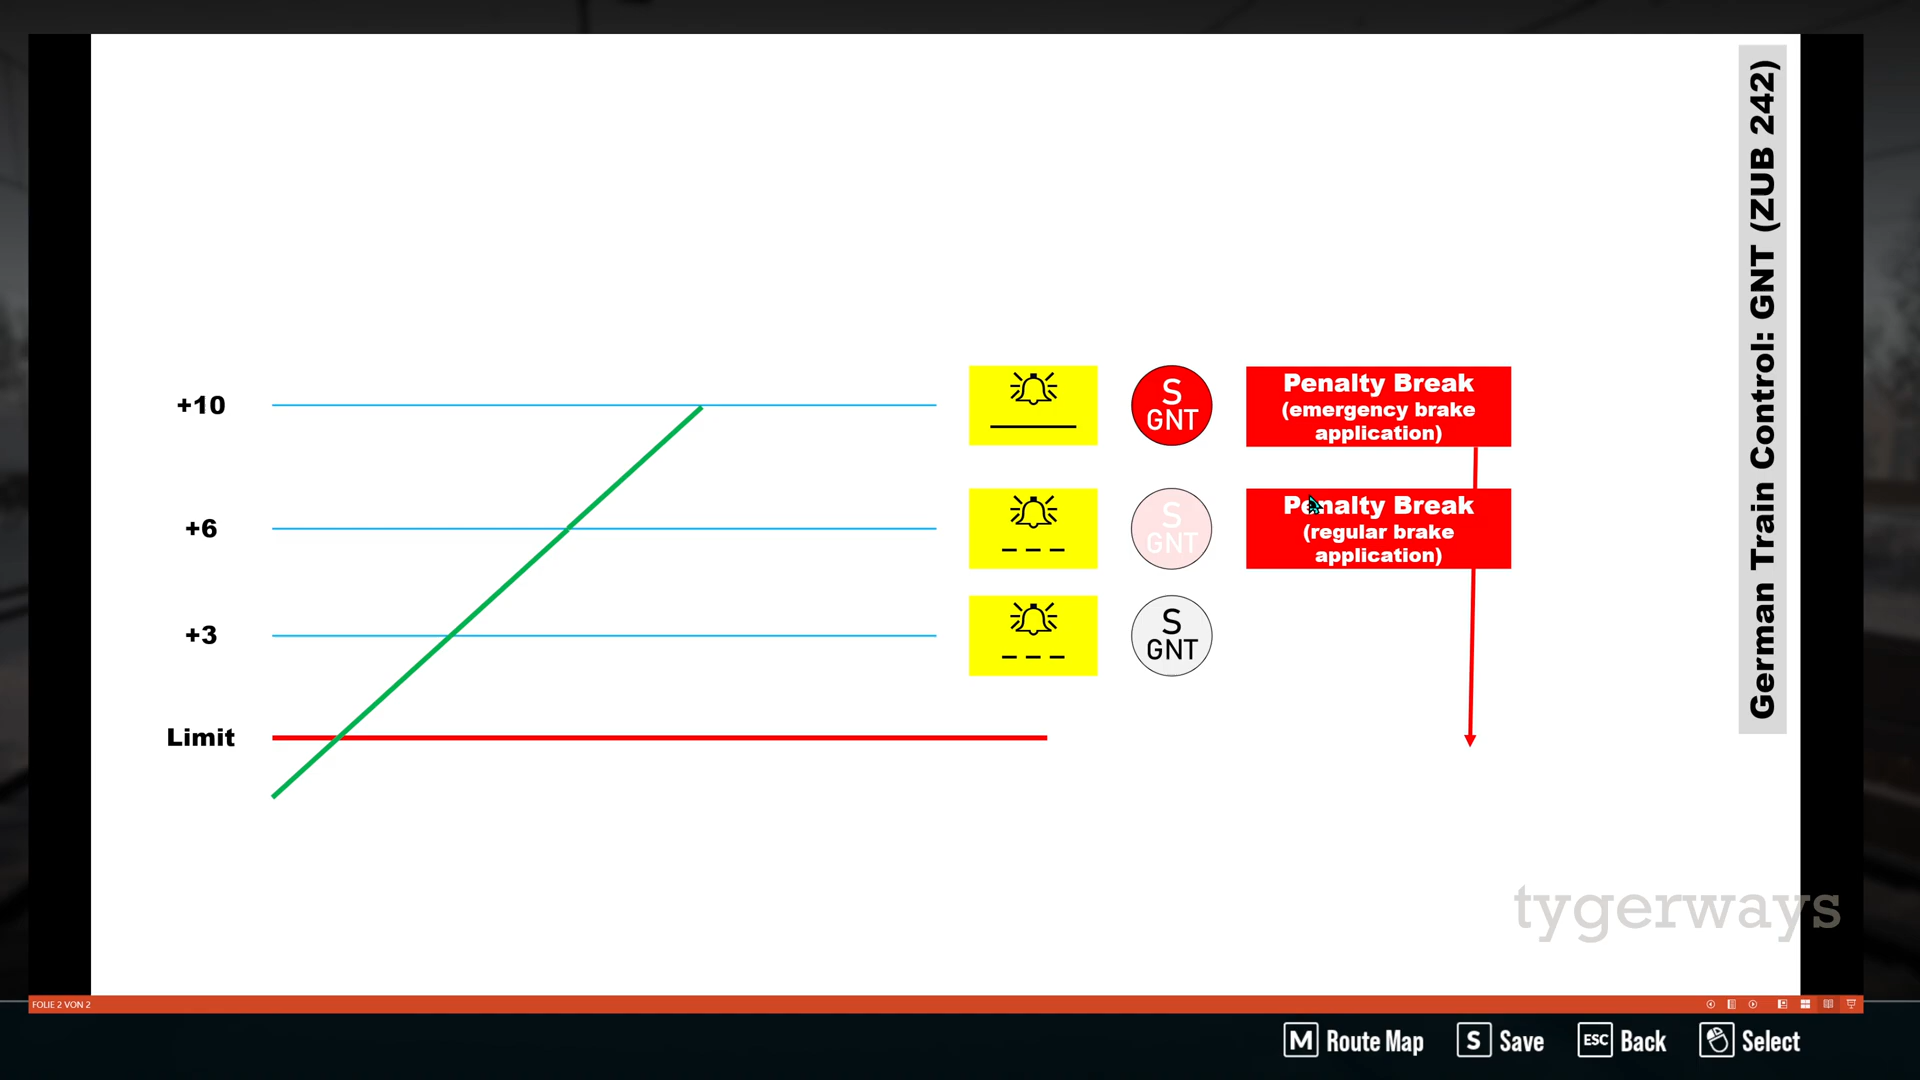 German Train Control: GNT (ZUB 242)
+10
S
GNT
Penalty Break
(emergency brake
application)
+6
S
GNT
Penalty Break
(regular brake
application)
+3
S
GNT
Limit
tygerways
FOLIE 2 VON 2
M Route Map
S Save
ESC Back
Select